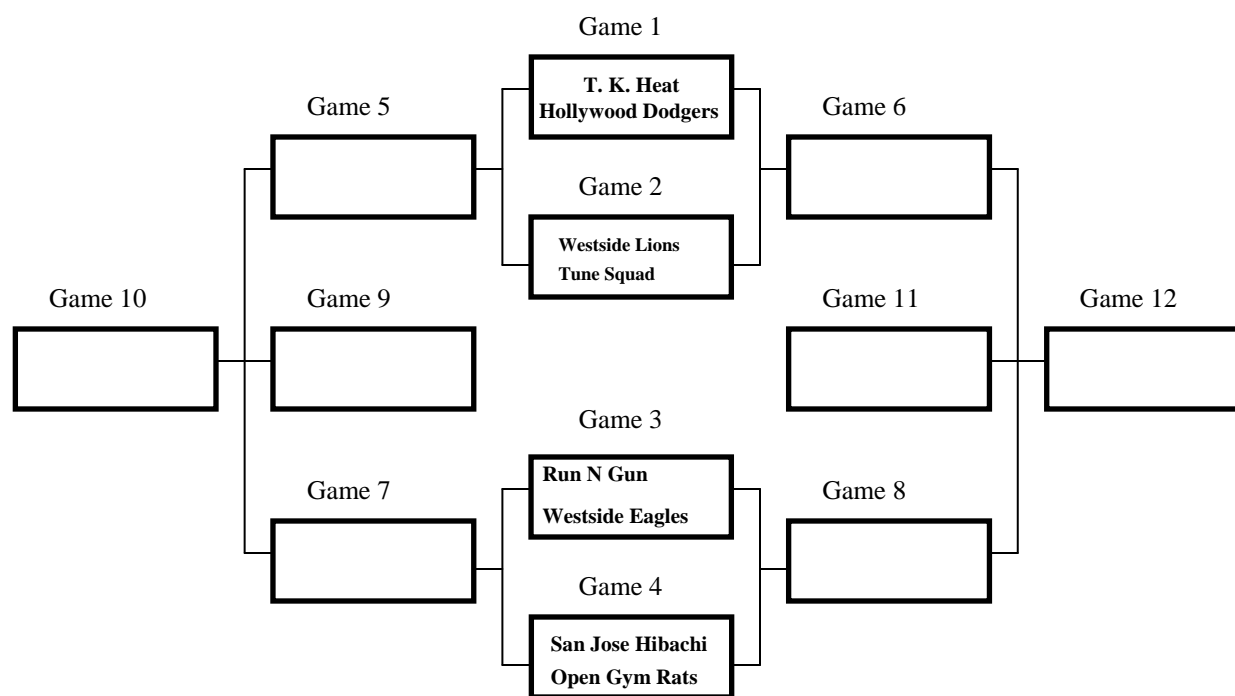 Game 1
T. K. Heat
Hollywood Dodgers
Game 5
Game 6
Game 2
Westside Lions
Tune Squad
Game 10
Game 9
Game 11
Game 12
Game 3
Run N Gun
Westside Eagles
Game 7
Game 8
Game 4
San Jose Hibachi
Open Gym Rats